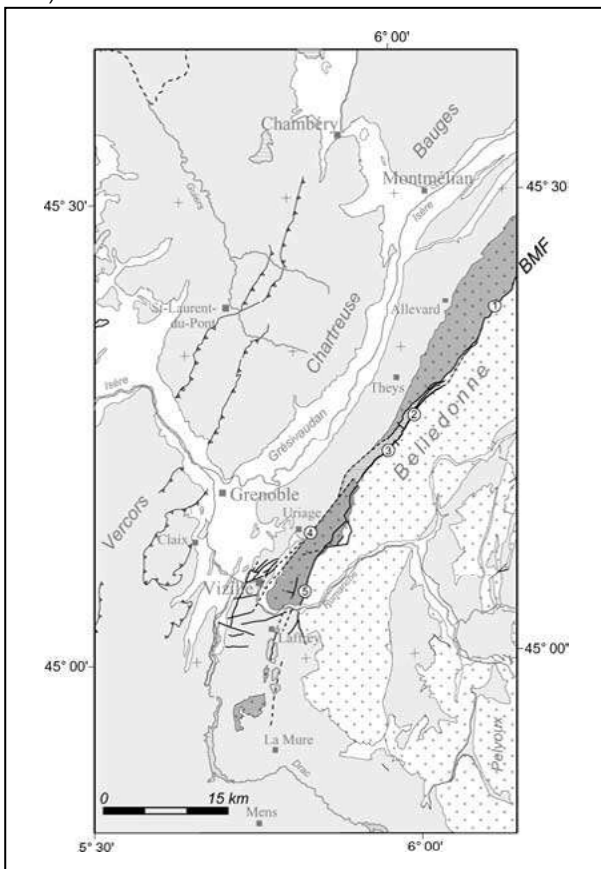 6° 00'
Chambéry
Bauges
Montmélian
Isère
45° 30'
45° 30'
Guiers
BMF
1
Allevard
St-Laurent-
du-Pont
Chartreuse
Theys
Isère
Grésivaudan
Belledonne
2
3
Grenoble
Vercors
Uriage
4
Claix
Vizille
5
Romanche
Laffrey
45° 00'
45° 00'
La Mure
Pelvoux
Drac
0
15 km
Mens
5° 30'
6° 00'